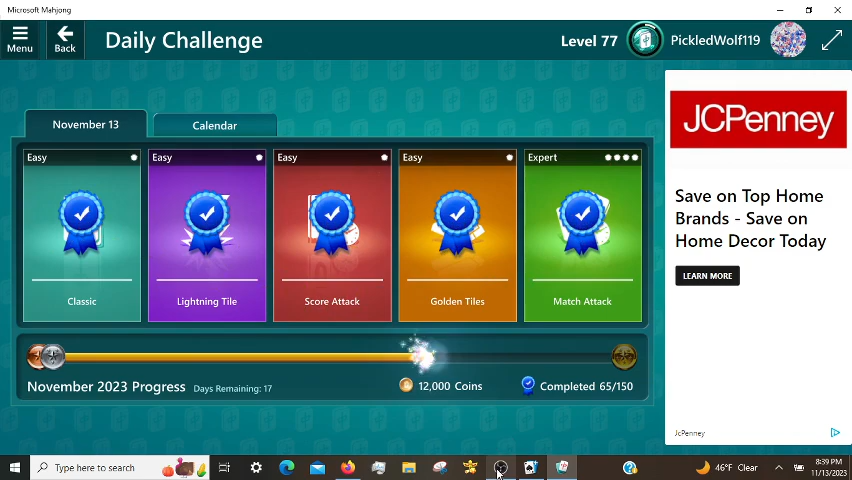 Microsoft Mahjong
Menu
Back
Daily Challenge
Level 77
PickledWolf119
November 13
Calendar
Easy
Easy
Easy
Easy
Expert
Classic
Lightning Tile
Score Attack
Golden Tiles
Match Attack
November 2023 Progress
Days Remaining: 17
12,000 Coins
Completed 65/150
JCPenney
Save on Top Home
Brands - Save on
Home Decor Today
LEARN MORE
JcPenney
Type here to search
46°F Clear
8:39 PM
11/13/2023